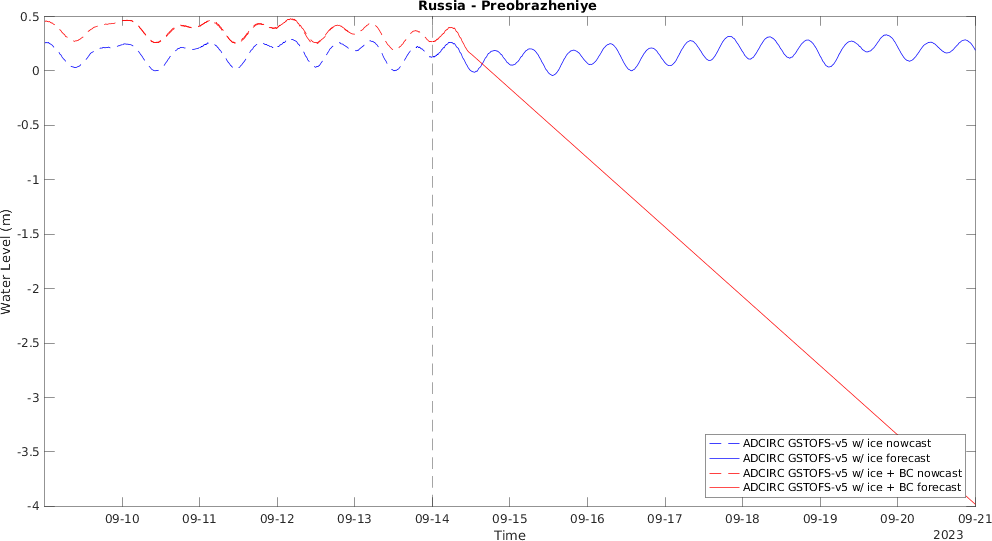 Russia - Preobrazheniye
Water Level (m)
0.5
0
-0.5
-1
-1.5
-2
-2.5
-3
-3.5
-4
ADCIRC GSTOFS-v5 w/ ice nowcast
ADCIRC GSTOFS-v5 w/ ice forecast
ADCIRC GSTOFS-v5 w/ ice + BC nowcast
ADCIRC GSTOFS-v5 w/ ice + BC forecast
09-10 09-11 09-12 09-13 09-14 09-15 09-16 09-17 09-18 09-19 09-20 09-21
Time
2023